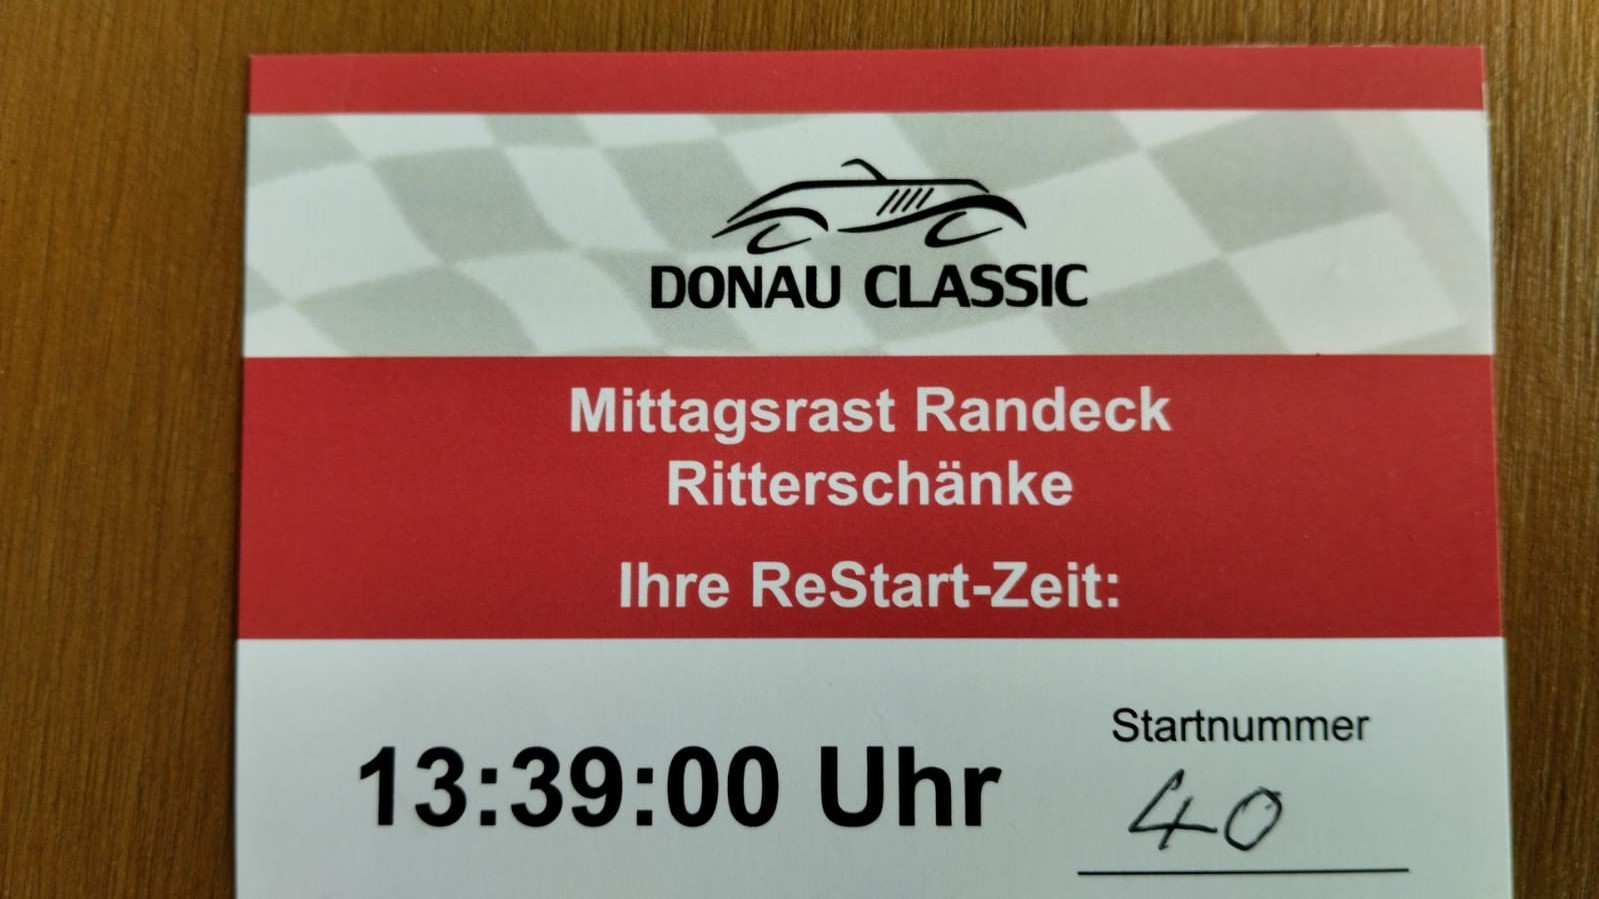 DONAU CLASSIC
Mittagsrast Randeck
Ritterschänke
Ihre ReStart-Zeit:
Startnummer
13:39:00 Uhr
40